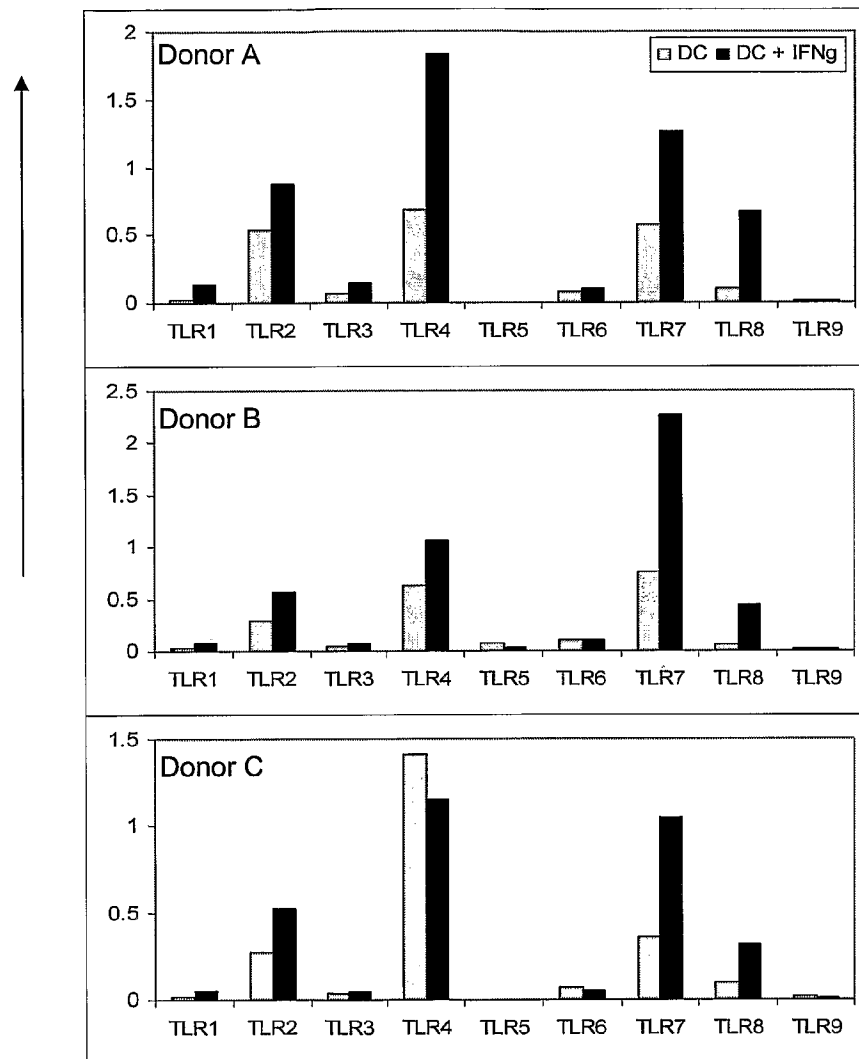 Donor A
DC DC + IFNg
2
1.5
1
0.5
0
TLR1 TLR2 TLR3 TLR4 TLR5 TLR6 TLR7 TLR8 TLR9
Donor B
2.5
2
1.5
1
0.5
0
TLR1 TLR2 TLR3 TLR4 TLR5 TLR6 TLR7 TLR8 TLR9
Donor C
1.5
1
0.5
0
TLR1 TLR2 TLR3 TLR4 TLR5 TLR6 TLR7 TLR8 TLR9